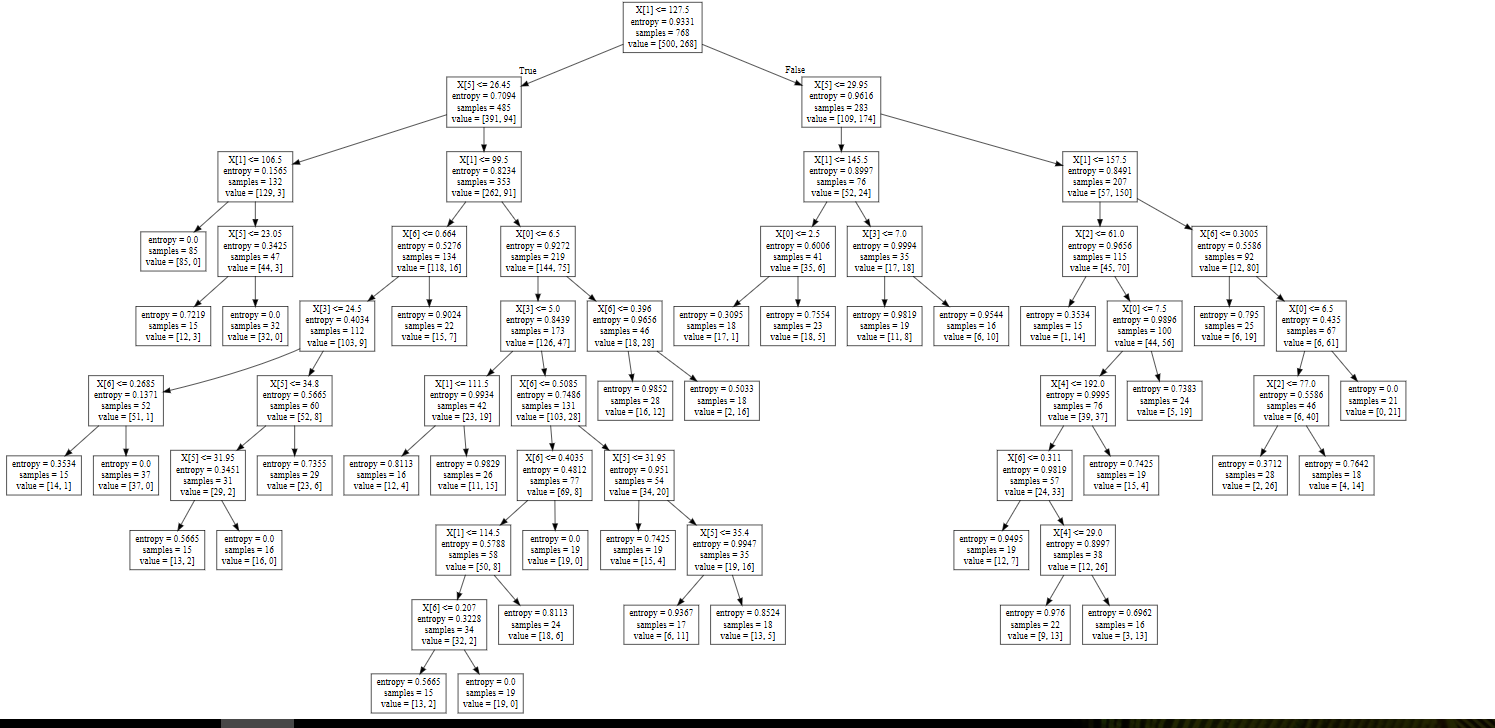 X[1] <= 127.5
entropy = 0.9331
samples = 768
value = [500, 268]
True
False
X[5] <= 26.45
entropy = 0.7094
samples = 485
value = [391, 94]
X[5] <= 29.95
entropy = 0.9616
samples = 283
value = [109, 174]
X[1] <= 106.5
entropy = 0.1565
samples = 132
value = [129, 3]
X[1] <= 99.5
entropy = 0.8234
samples = 353
value = [262, 91]
X[1] <= 145.5
entropy = 0.8997
samples = 76
value = [52, 24]
X[1] <= 157.5
entropy = 0.8491
samples = 207
value = [57, 150]
entropy = 0.0
samples = 85
value = [85, 0]
X[5] <= 23.05
entropy = 0.3425
samples = 47
value = [44, 3]
X[6] <= 0.664
entropy = 0.5276
samples = 134
value = [118, 16]
X[0] <= 6.5
entropy = 0.9272
samples = 219
value = [144, 75]
X[0] <= 2.5
entropy = 0.6006
samples = 41
value = [35, 6]
X[3] <= 7.0
entropy = 0.9994
samples = 35
value = [17, 18]
X[2] <= 61.0
entropy = 0.9656
samples = 115
value = [45, 70]
X[6] <= 0.3005
entropy = 0.5586
samples = 92
value = [12, 80]
entropy = 0.7219
samples = 15
value = [12, 3]
entropy = 0.0
samples = 32
value = [32, 0]
X[3] <= 24.5
entropy = 0.4034
samples = 112
value = [103, 9]
entropy = 0.9024
samples = 22
value = [15, 7]
X[3] <= 5.0
entropy = 0.8439
samples = 173
value = [126, 47]
X[6] <= 0.396
entropy = 0.9656
samples = 46
value = [18, 28]
entropy = 0.3095
samples = 18
value = [17, 1]
entropy = 0.7554
samples = 23
value = [18, 5]
entropy = 0.9819
samples = 19
value = [11, 8]
entropy = 0.9544
samples = 16
value = [6, 10]
entropy = 0.3534
samples = 15
value = [1, 14]
X[0] <= 7.5
entropy = 0.9896
samples = 100
value = [44, 56]
entropy = 0.795
samples = 25
value = [6, 19]
X[0] <= 6.5
entropy = 0.435
samples = 67
value = [6, 61]
X[6] <= 0.2685
entropy = 0.1371
samples = 52
value = [51, 1]
X[5] <= 34.8
entropy = 0.5665
samples = 60
value = [52, 8]
X[1] <= 111.5
entropy = 0.9934
samples = 42
value = [23, 19]
X[6] <= 0.5085
entropy = 0.7486
samples = 131
value = [103, 28]
entropy = 0.9852
samples = 28
value = [16, 12]
entropy = 0.5033
samples = 18
value = [2, 16]
X[4] <= 192.0
entropy = 0.9995
samples = 76
value = [39, 37]
entropy = 0.7383
samples = 24
value = [5, 19]
X[2] <= 77.0
entropy = 0.5586
samples = 46
value = [6, 40]
entropy = 0.0
samples = 21
value = [0, 21]
entropy = 0.3534
samples = 15
value = [14, 1]
entropy = 0.0
samples = 37
value = [37, 0]
X[5] <= 31.95
entropy = 0.3451
samples = 31
value = [29, 2]
entropy = 0.7355
samples = 29
value = [23, 6]
entropy = 0.8113
samples = 16
value = [12, 4]
entropy = 0.9829
samples = 26
value = [11, 15]
X[6] <= 0.4035
entropy = 0.4812
samples = 77
value = [69, 8]
X[5] <= 31.95
entropy = 0.951
samples = 54
value = [34, 20]
X[6] <= 0.311
entropy = 0.9819
samples = 57
value = [24, 33]
entropy = 0.7425
samples = 19
value = [15, 4]
entropy = 0.3712
samples = 28
value = [2, 26]
entropy = 0.7642
samples = 18
value = [4, 14]
entropy = 0.5665
samples = 15
value = [13, 2]
entropy = 0.0
samples = 16
value = [16, 0]
X[1] <= 114.5
entropy = 0.5788
samples = 58
value = [50, 8]
entropy = 0.0
samples = 19
value = [19, 0]
entropy = 0.7425
samples = 19
value = [15, 4]
X[5] <= 35.4
entropy = 0.9947
samples = 35
value = [19, 16]
entropy = 0.9495
samples = 19
value = [12, 7]
X[4] <= 29.0
entropy = 0.8997
samples = 38
value = [12, 26]
X[6] <= 0.207
entropy = 0.3228
samples = 34
value = [32, 2]
entropy = 0.8113
samples = 24
value = [18, 6]
entropy = 0.9367
samples = 17
value = [6, 11]
entropy = 0.8524
samples = 18
value = [13, 5]
entropy = 0.976
samples = 22
value = [9, 13]
entropy = 0.6962
samples = 16
value = [3, 13]
entropy = 0.5665
samples = 15
value = [13, 2]
entropy = 0.0
samples = 19
value = [19, 0]